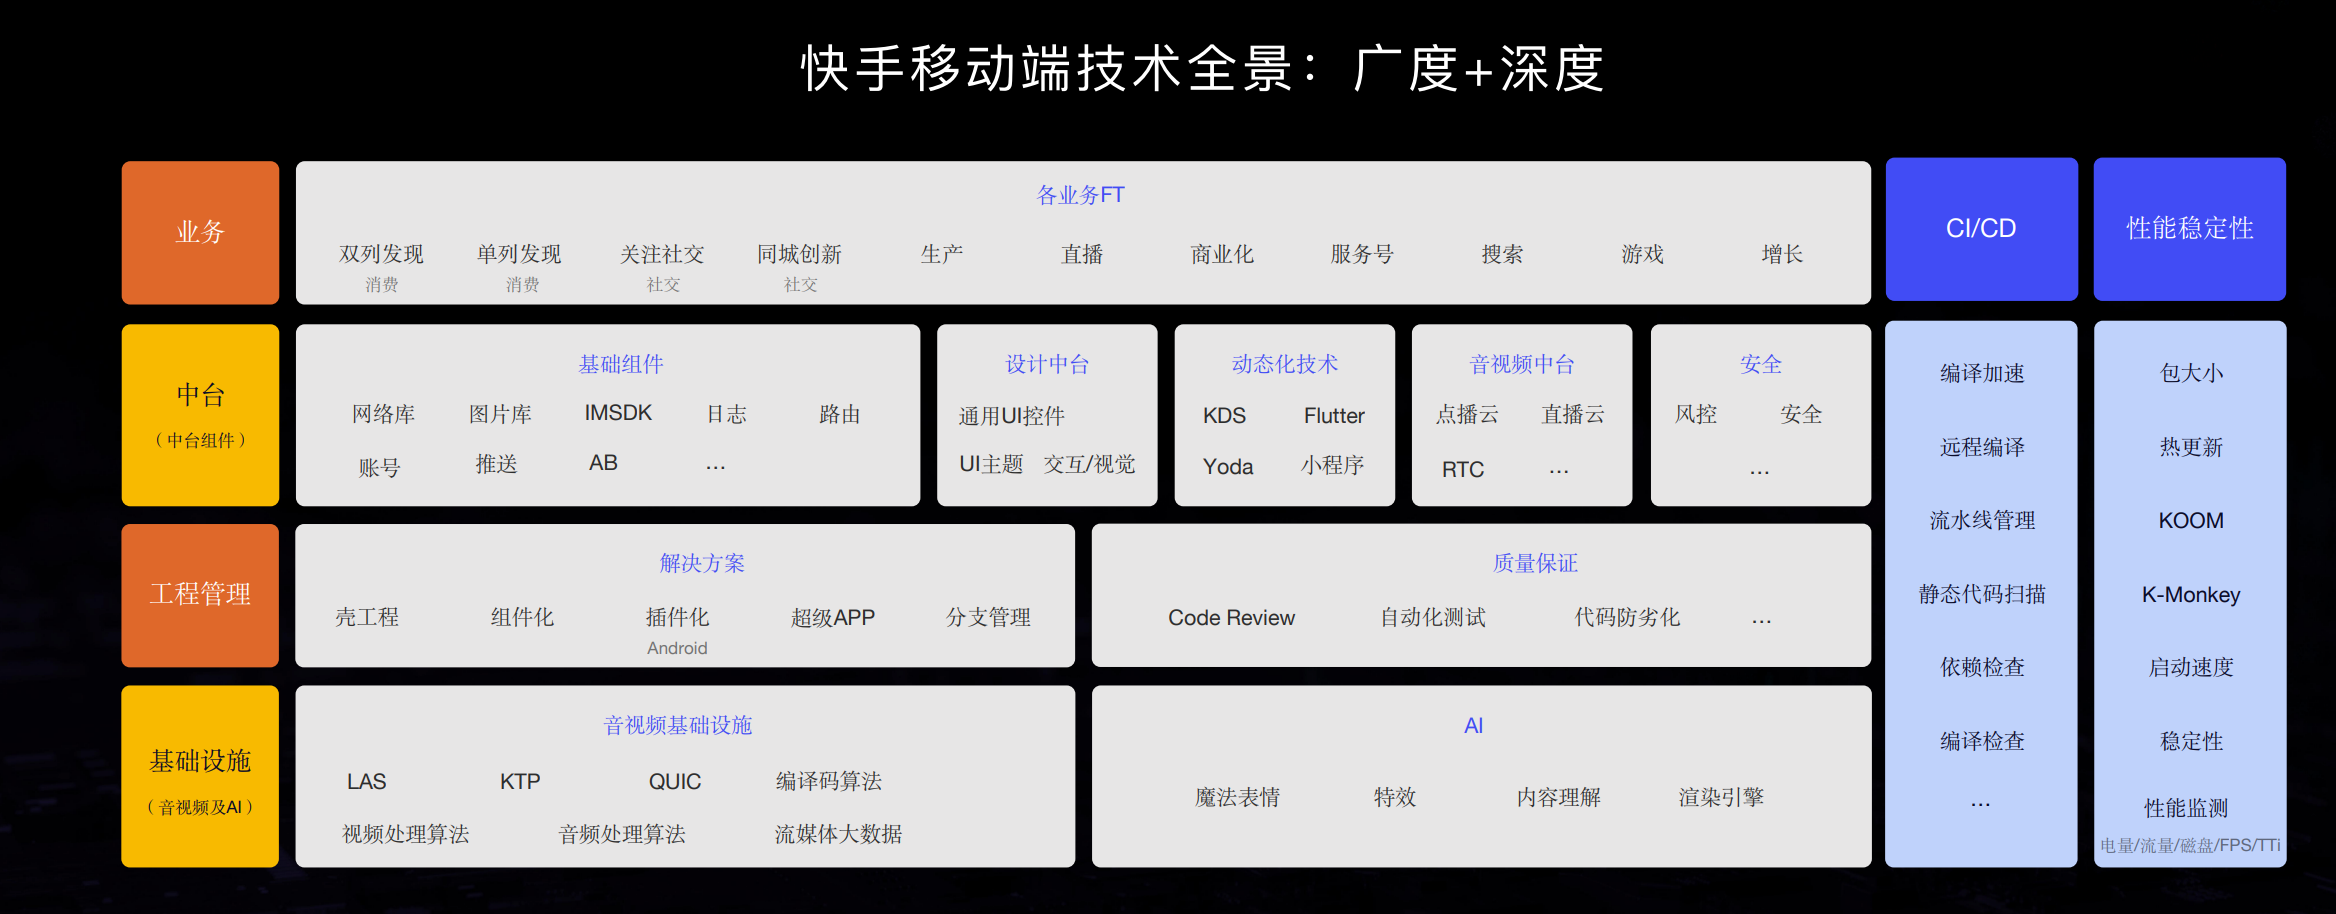 快手移动端技术全景：广度+深度
业务
各业务FT
双列发现 单列发现 关注社交 同城创新 生产 直播 商业化 服务号 搜索 游戏 增长
消费 消费 社交 社交
CI/CD
性能稳定性
中台
（中台组件）
基础组件
网络库 图片库 IMSDK 日志 路由
账号 推送 AB ...
设计中台
通用UI控件
UI主题 交互/视觉
动态化技术
KDS Flutter
Yoda 小程序
音视频中台
点播云 直播云
RTC ...
安全
风控 安全
...
工程管理
解决方案
壳工程 组件化 插件化 超级APP 分支管理
Android
质量保证
Code Review 自动化测试 代码防劣化 ...
基础设施
（音视频及AI）
音视频基础设施
LAS KTP QUIC 编译码算法
视频处理算法 音频处理算法 流媒体大数据
AI
魔法表情 特效 内容理解 渲染引擎
编译加速
远程编译
流水线管理
静态代码扫描
依赖检查
编译检查
...
包大小
热更新
KOOM
K-Monkey
启动速度
稳定性
性能监测
电量/流量/磁盘/FPS/TTi